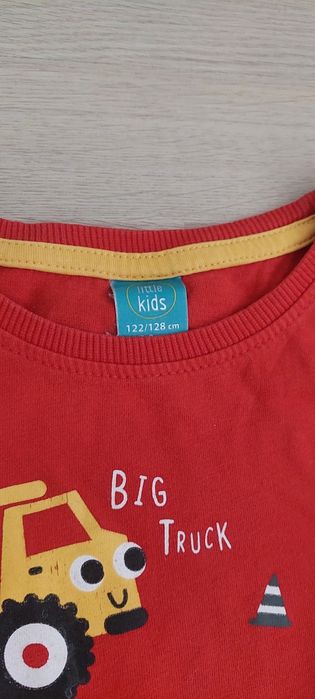 little
kids
122/128 cm
BIG
TRUCK